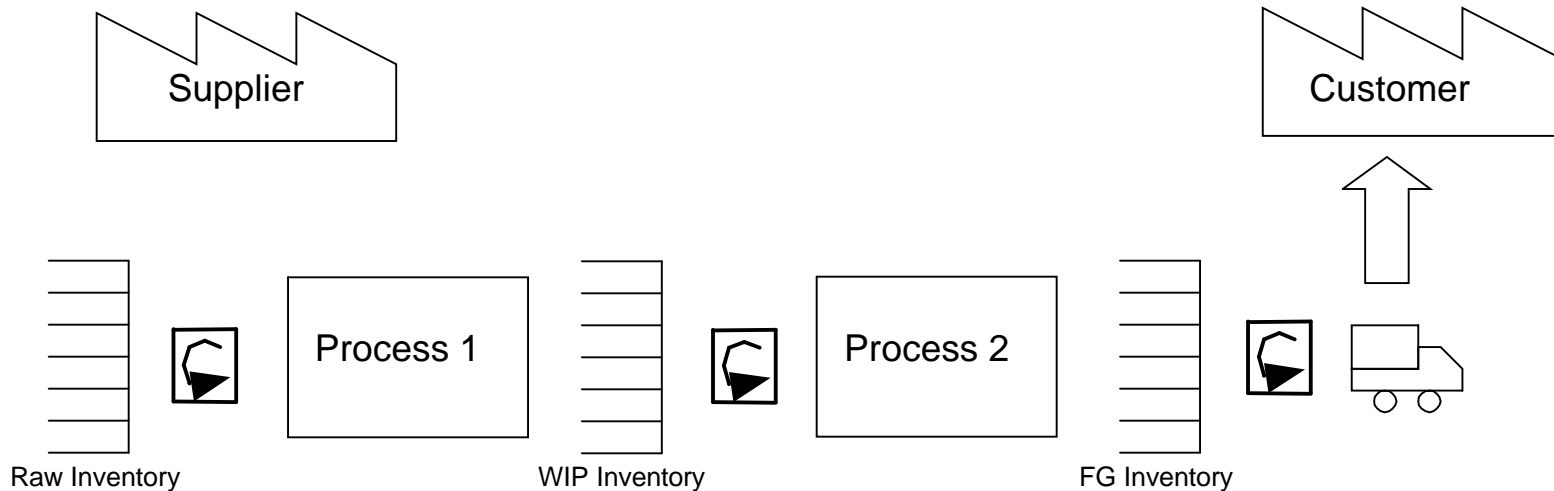 Supplier
Customer
Process 1
Process 2
Raw Inventory
WIP Inventory
FG Inventory